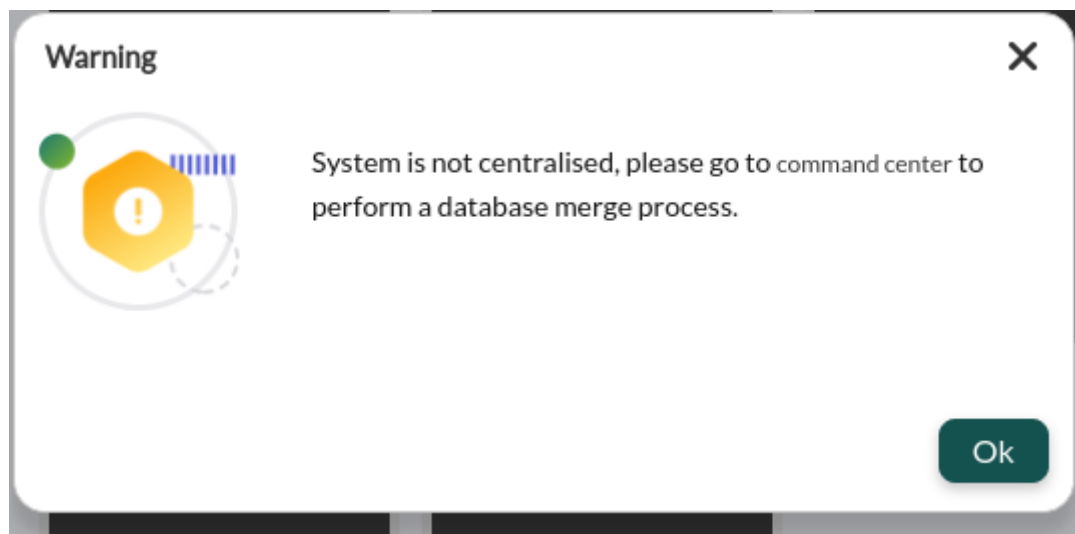 Warning
System is not centralised, please go to command center to
perform a database merge process.
Ok